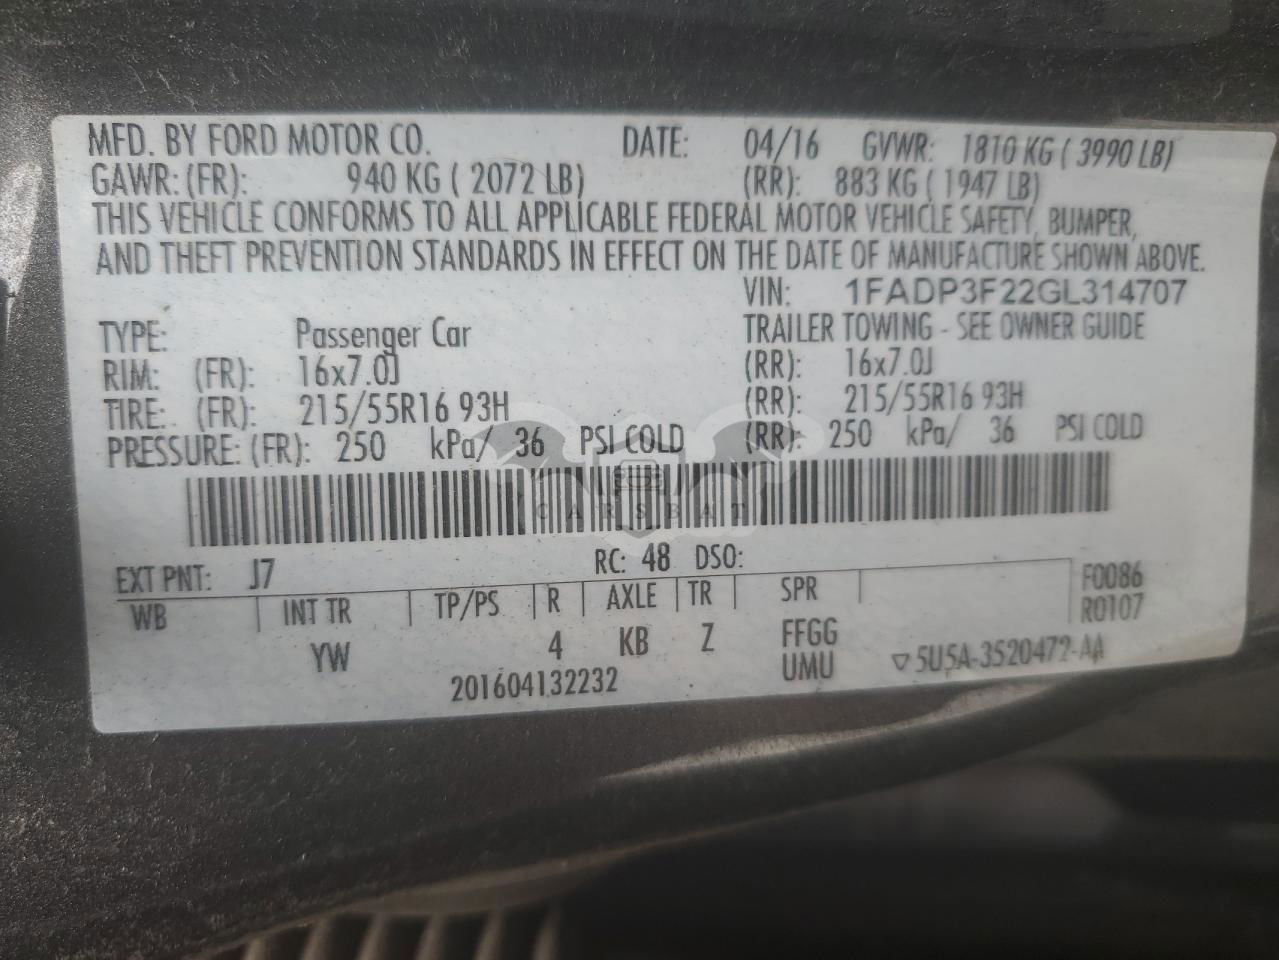 MFD. BY FORD MOTOR CO. DATE: 04/16 GVWR: 1810 KG ( 3990 LB)
GAWR: (FR): 940 KG ( 2072 LB) (RR): 883 KG ( 1947 LB)
THIS VEHICLE CONFORMS TO ALL APPLICABLE FEDERAL MOTOR VEHICLE SAFETY, BUMPER,
AND THEFT PREVENTION STANDARDS IN EFFECT ON THE DATE OF MANUFACTURE SHOWN ABOVE.
VIN: 1FADP3F22GL314707
TYPE: Passenger Car TRAILER TOWING - SEE OWNER GUIDE
RIM: (FR): 16x7.0J (RR): 16x7.0J
TIRE: (FR): 215/55R16 93H (RR): 215/55R16 93H
PRESSURE: (FR): 250 kPa/ 36 PSI COLD (RR): 250 kPa/ 36 PSI COLD
CARSBAT
EXT PNT: J7 RC: 48 DSO:
WB INT TR TP/PS R AXLE TR SPR F0086
R0107
YW 4 KB Z FFGG
UMU ▽ 5U5A-3520472-AA
201604132232